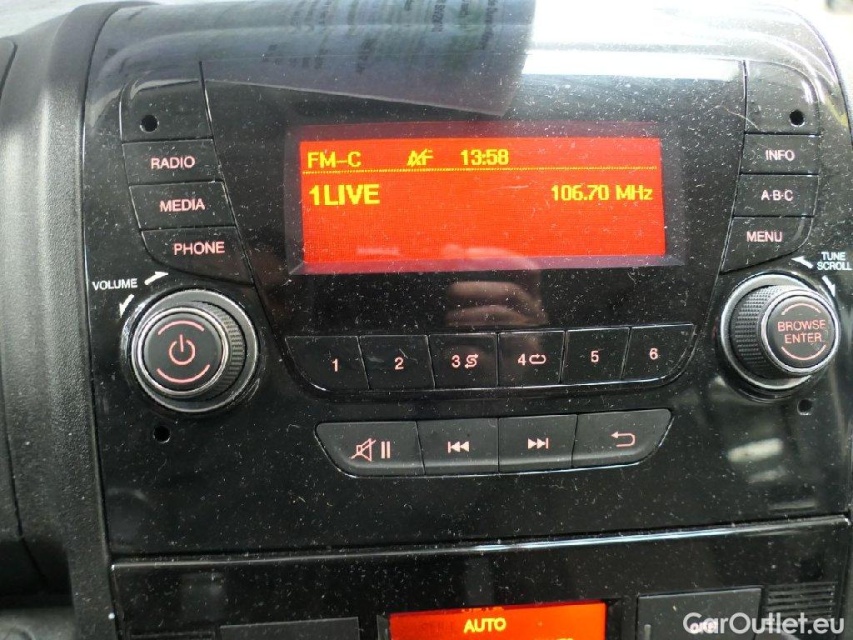 RADIO
MEDIA
PHONE
VOLUME
FM-C AF 13:58
1LIVE 106.70 MHz
INFO
A·B·C
MENU
TUNE
SCROLL
BROWSE
ENTER
1 2 3 4 5 6
AUTO
CarOutlet.eu